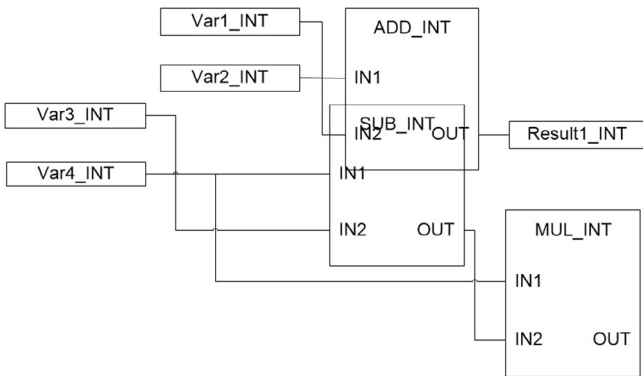 Var1_INT
ADD_INT
Var2_INT
IN1
Var3_INT
SUB_INT
IN2 OUT
Result1_INT
Var4_INT
IN1
IN2 OUT
MUL_INT
IN1
IN2 OUT